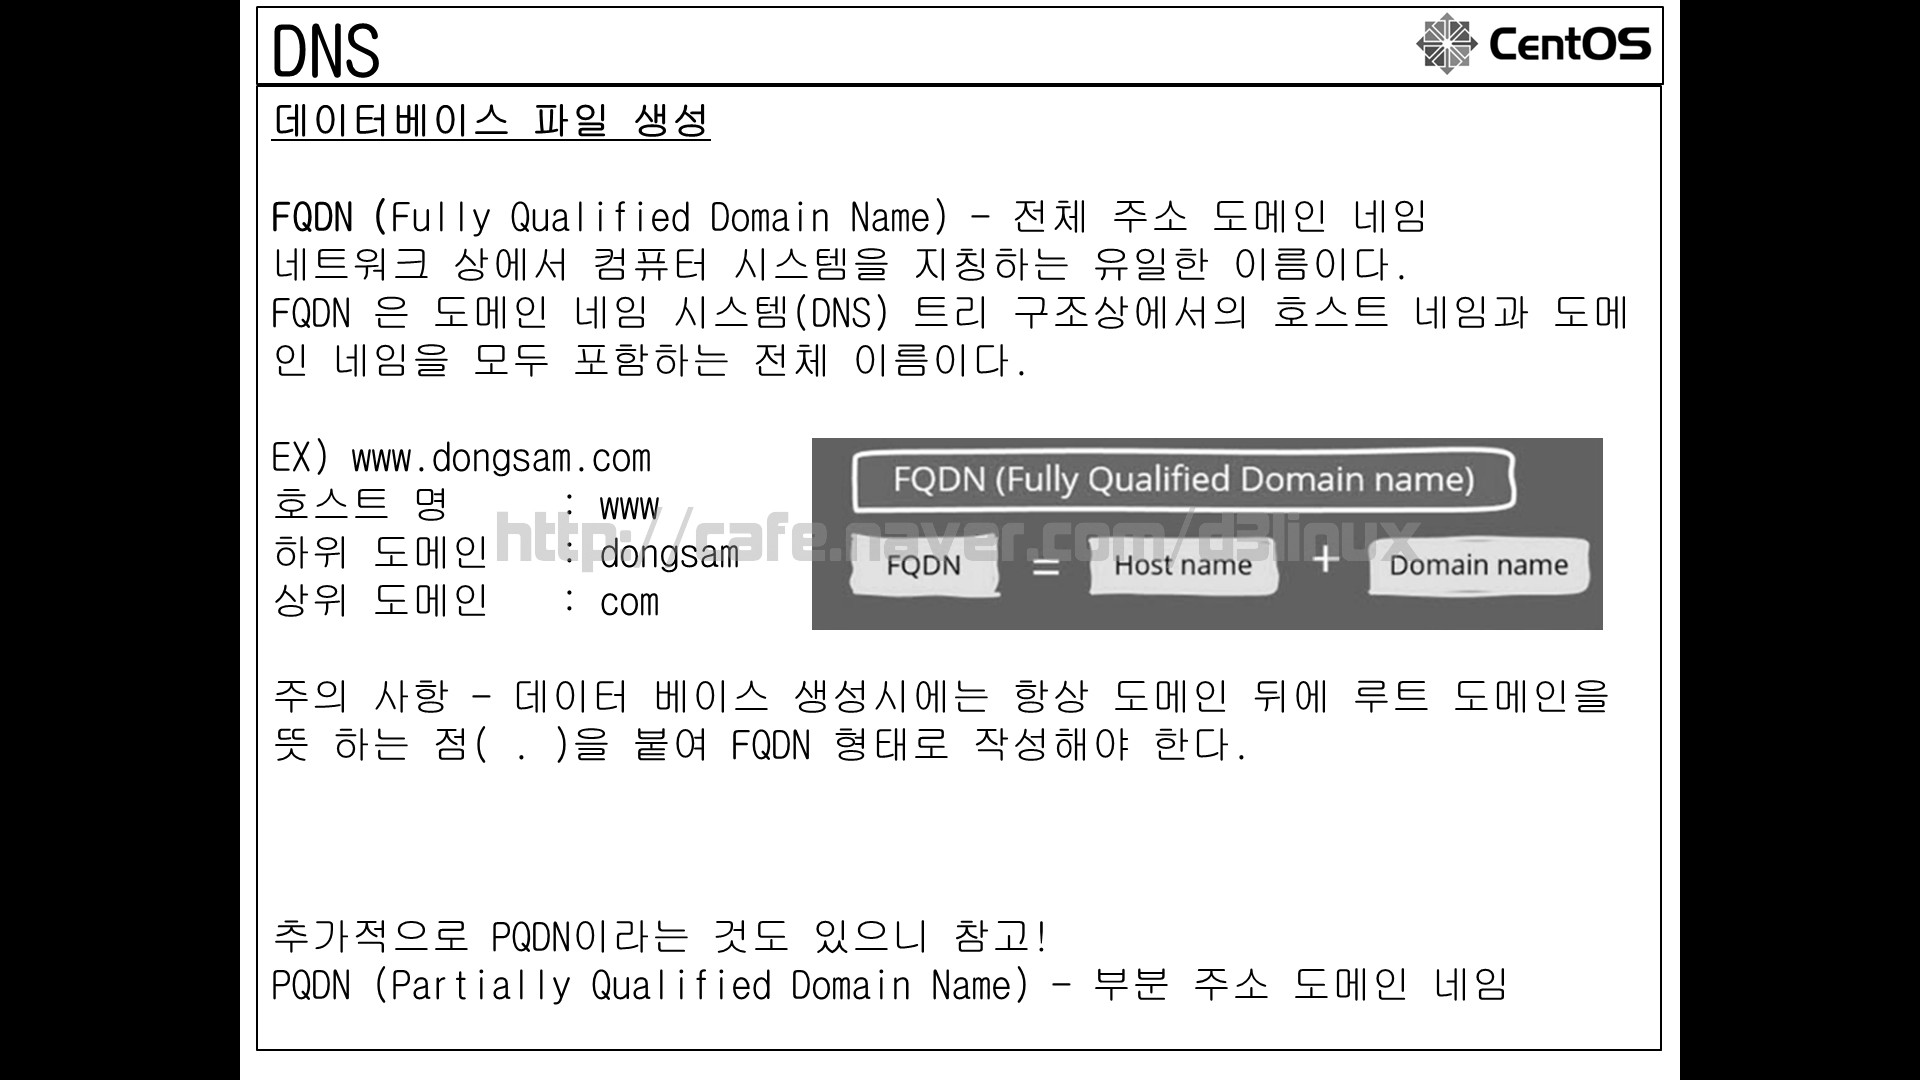 DNS
CentOS
데이터베이스 파일 생성
FQDN (Fully Qualified Domain Name) - 전체 주소 도메인 네임
네트워크 상에서 컴퓨터 시스템을 지칭하는 유일한 이름이다.
FQDN 은 도메인 네임 시스템(DNS) 트리 구조상에서의 호스트 네임과 도메
인 네임을 모두 포함하는 전체 이름이다.
EX) www.dongsam.com
호스트 명 : www
하위 도메인 : dongsam
상위 도메인 : com
FQDN (Fully Qualified Domain name)
FQDN = Host name + Domain name
http://cafe.naver.com/d3linux
주의 사항 - 데이터 베이스 생성시에는 항상 도메인 뒤에 루트 도메인을
뜻 하는 점( . )을 붙여 FQDN 형태로 작성해야 한다.
추가적으로 PQDN이라는 것도 있으니 참고!
PQDN (Partially Qualified Domain Name) - 부분 주소 도메인 네임